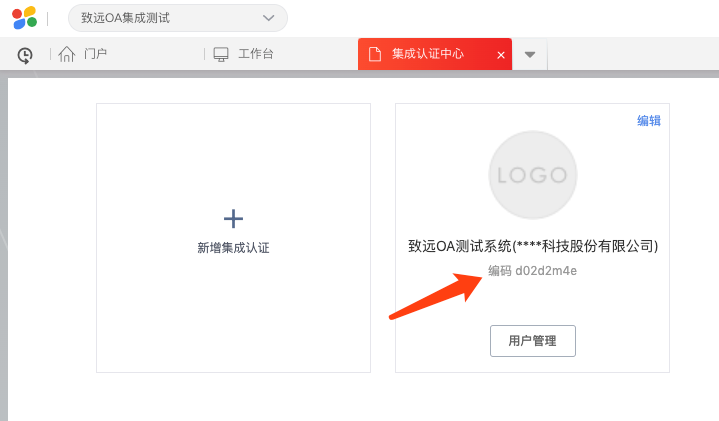 致远OA集成测试
门户
工作台
集成认证中心
编辑
LOGO
新增集成认证
致远OA测试系统(****科技股份有限公司)
编码 d02d2m4e
用户管理